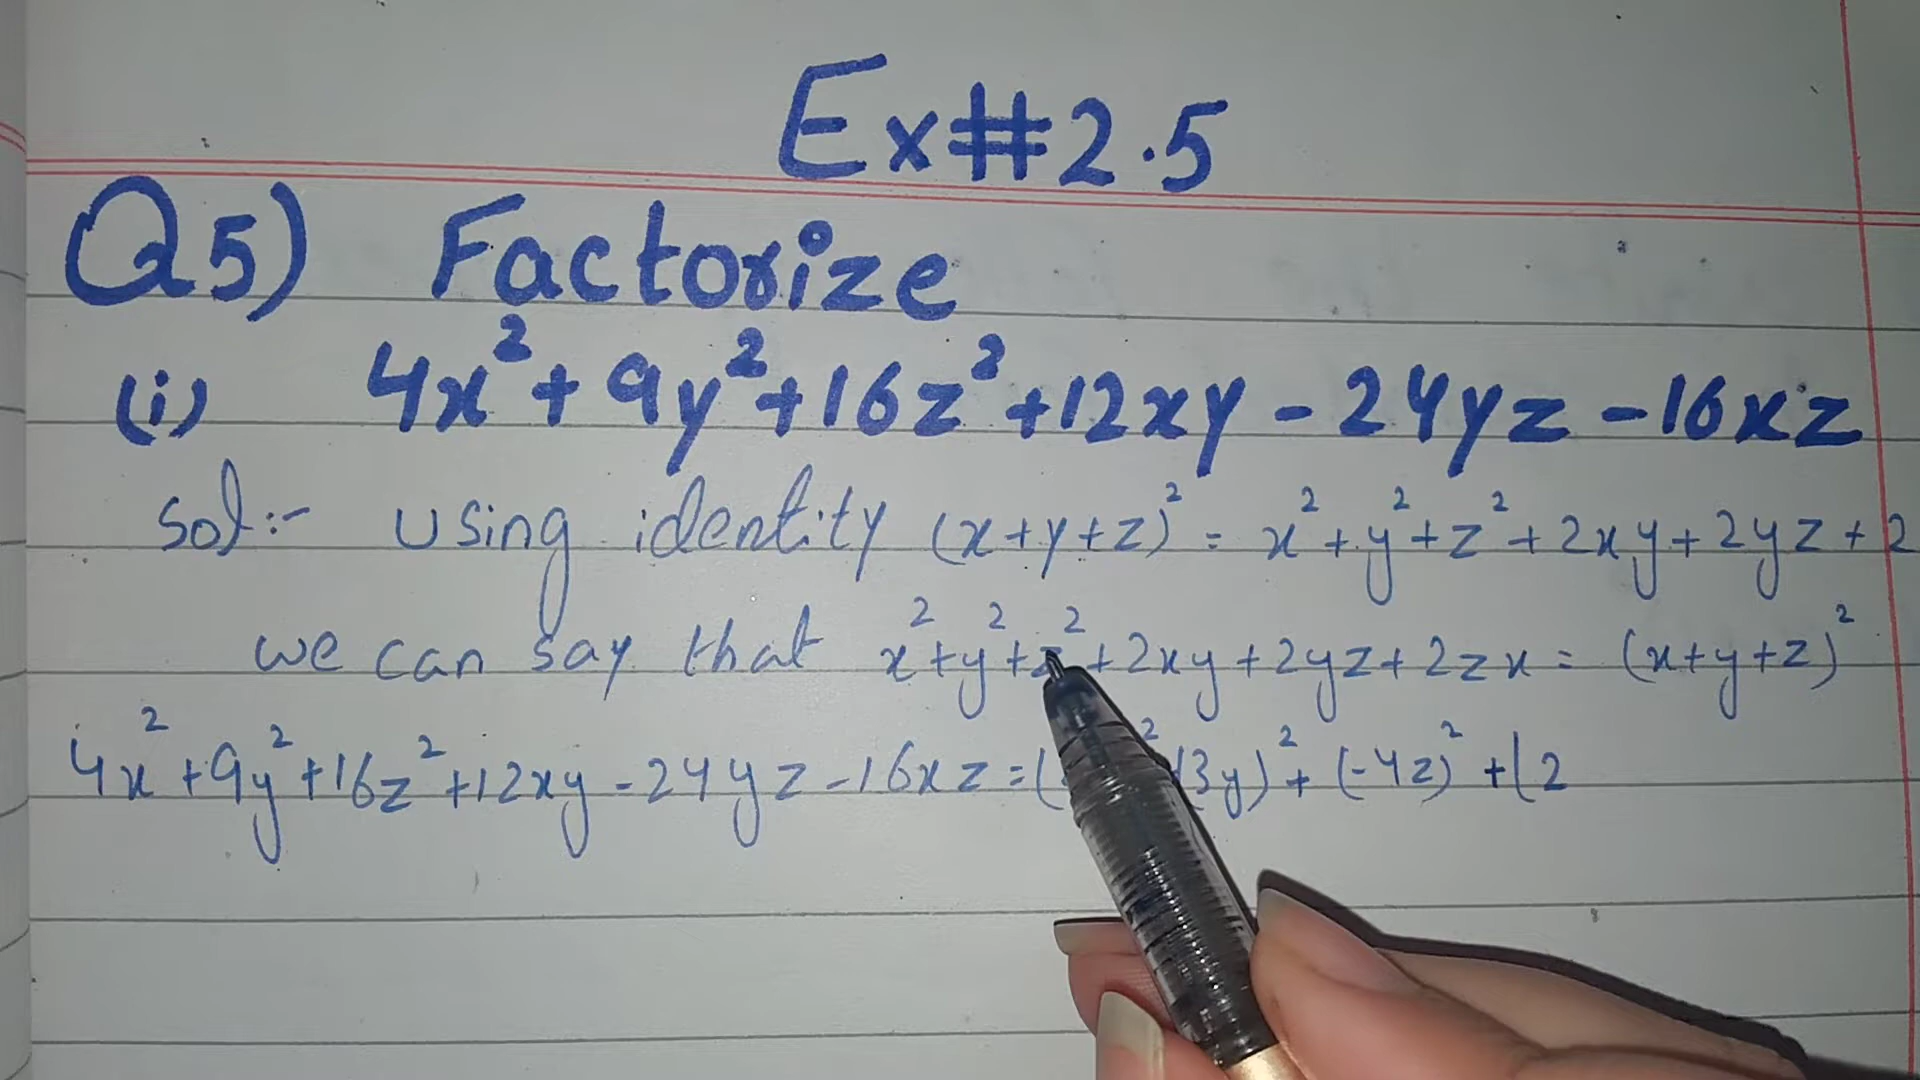 Ex#2.5
Q5) Factorize
(i) 4x² + 9y² + 16z² + 12xy - 24yz - 16xz
Sol:- Using identity (x+y+z)² = x² + y² + z² + 2xy + 2yz + 2
we can say that x² + y² + z² + 2xy + 2yz + 2zx = (x+y+z)²
4x² + 9y² + 16z² + 12xy - 24yz - 16xz = ( ² (3y)² + (-4z)² + (2